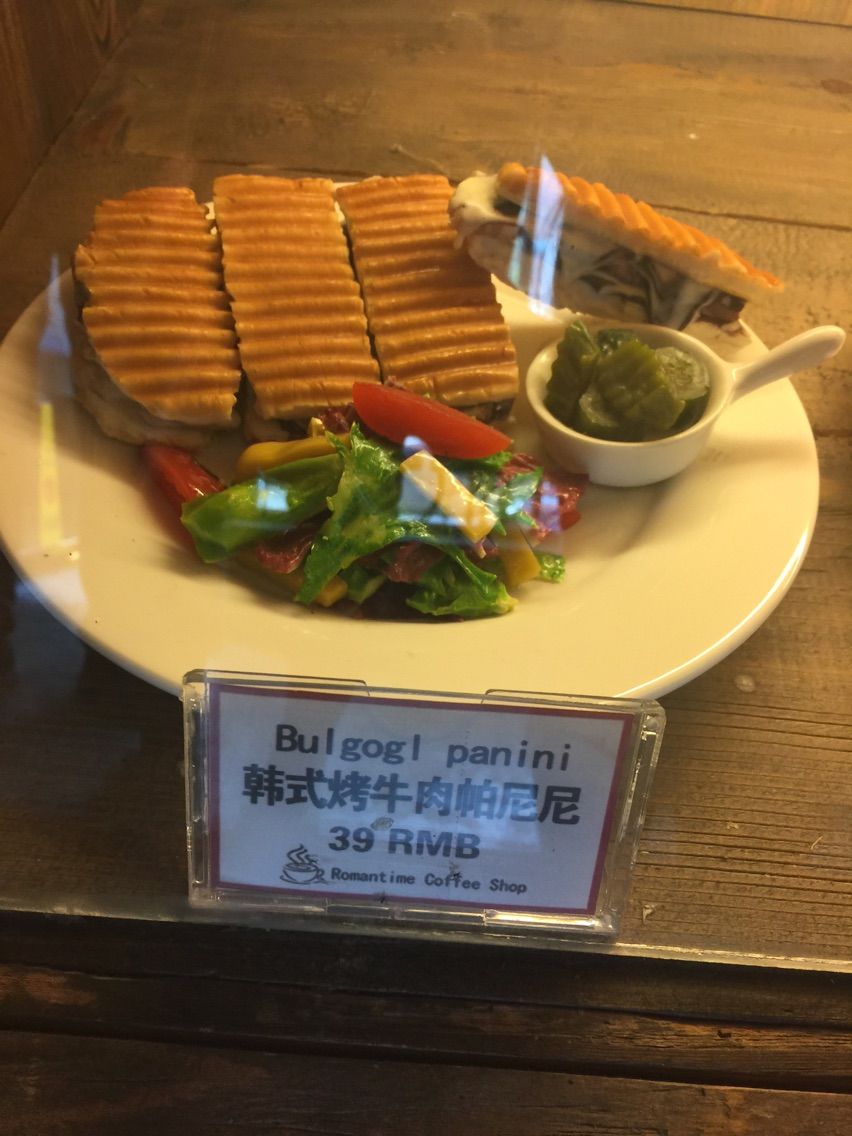 Bulgogl panini
韩式烤牛肉帕尼尼
39 RMB
Romantime Coffee Shop